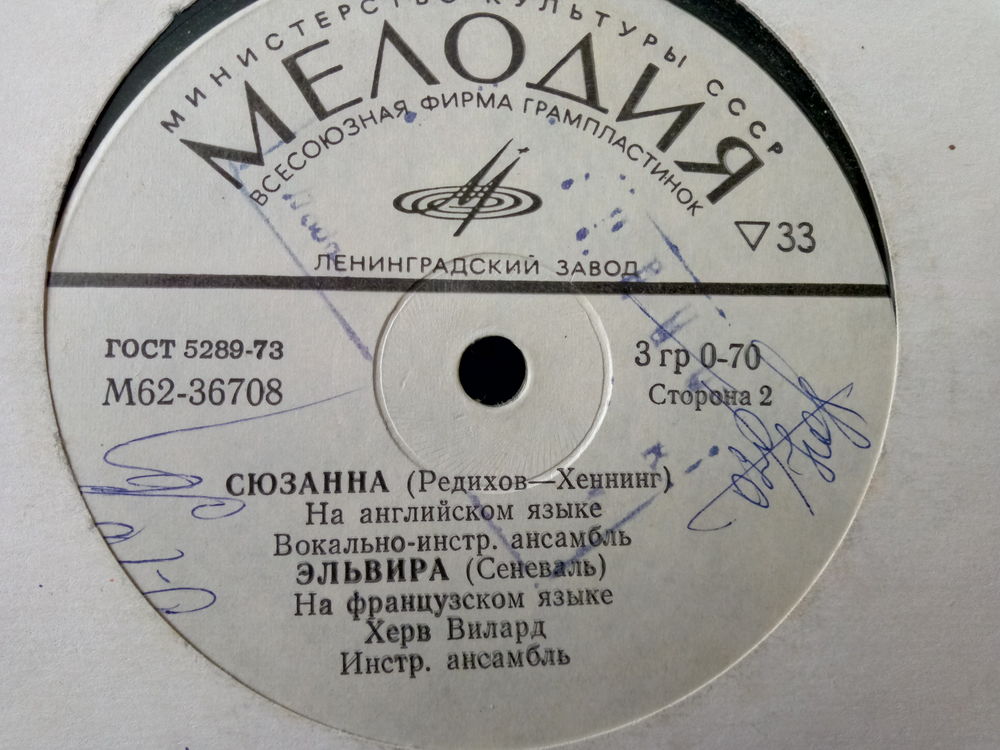 МИНИСТЕРСТВО КУЛЬТУРЫ СССР
МЕЛОДИЯ
ВСЕСОЮЗНАЯ ФИРМА ГРАМПЛАСТИНОК
▽33
ЛЕНИНГРАДСКИЙ ЗАВОД
ГОСТ 5289-73
М62-36708
3 гр 0-70
Сторона 2
СЮЗАННА (Редихов—Хеннинг)
На английском языке
Вокально-инстр. ансамбль
ЭЛЬВИРА (Сеневаль)
На французском языке
Херв Вилард
Инстр. ансамбль